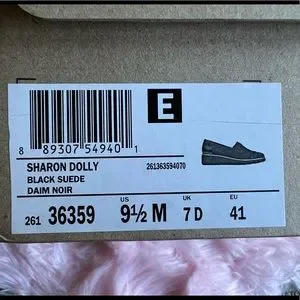 E
8 89307 54940 1
SHARON DOLLY
261363594070
BLACK SUEDE
DAIM NOIR
US UK EU
261 36359 9½ M 7 D 41